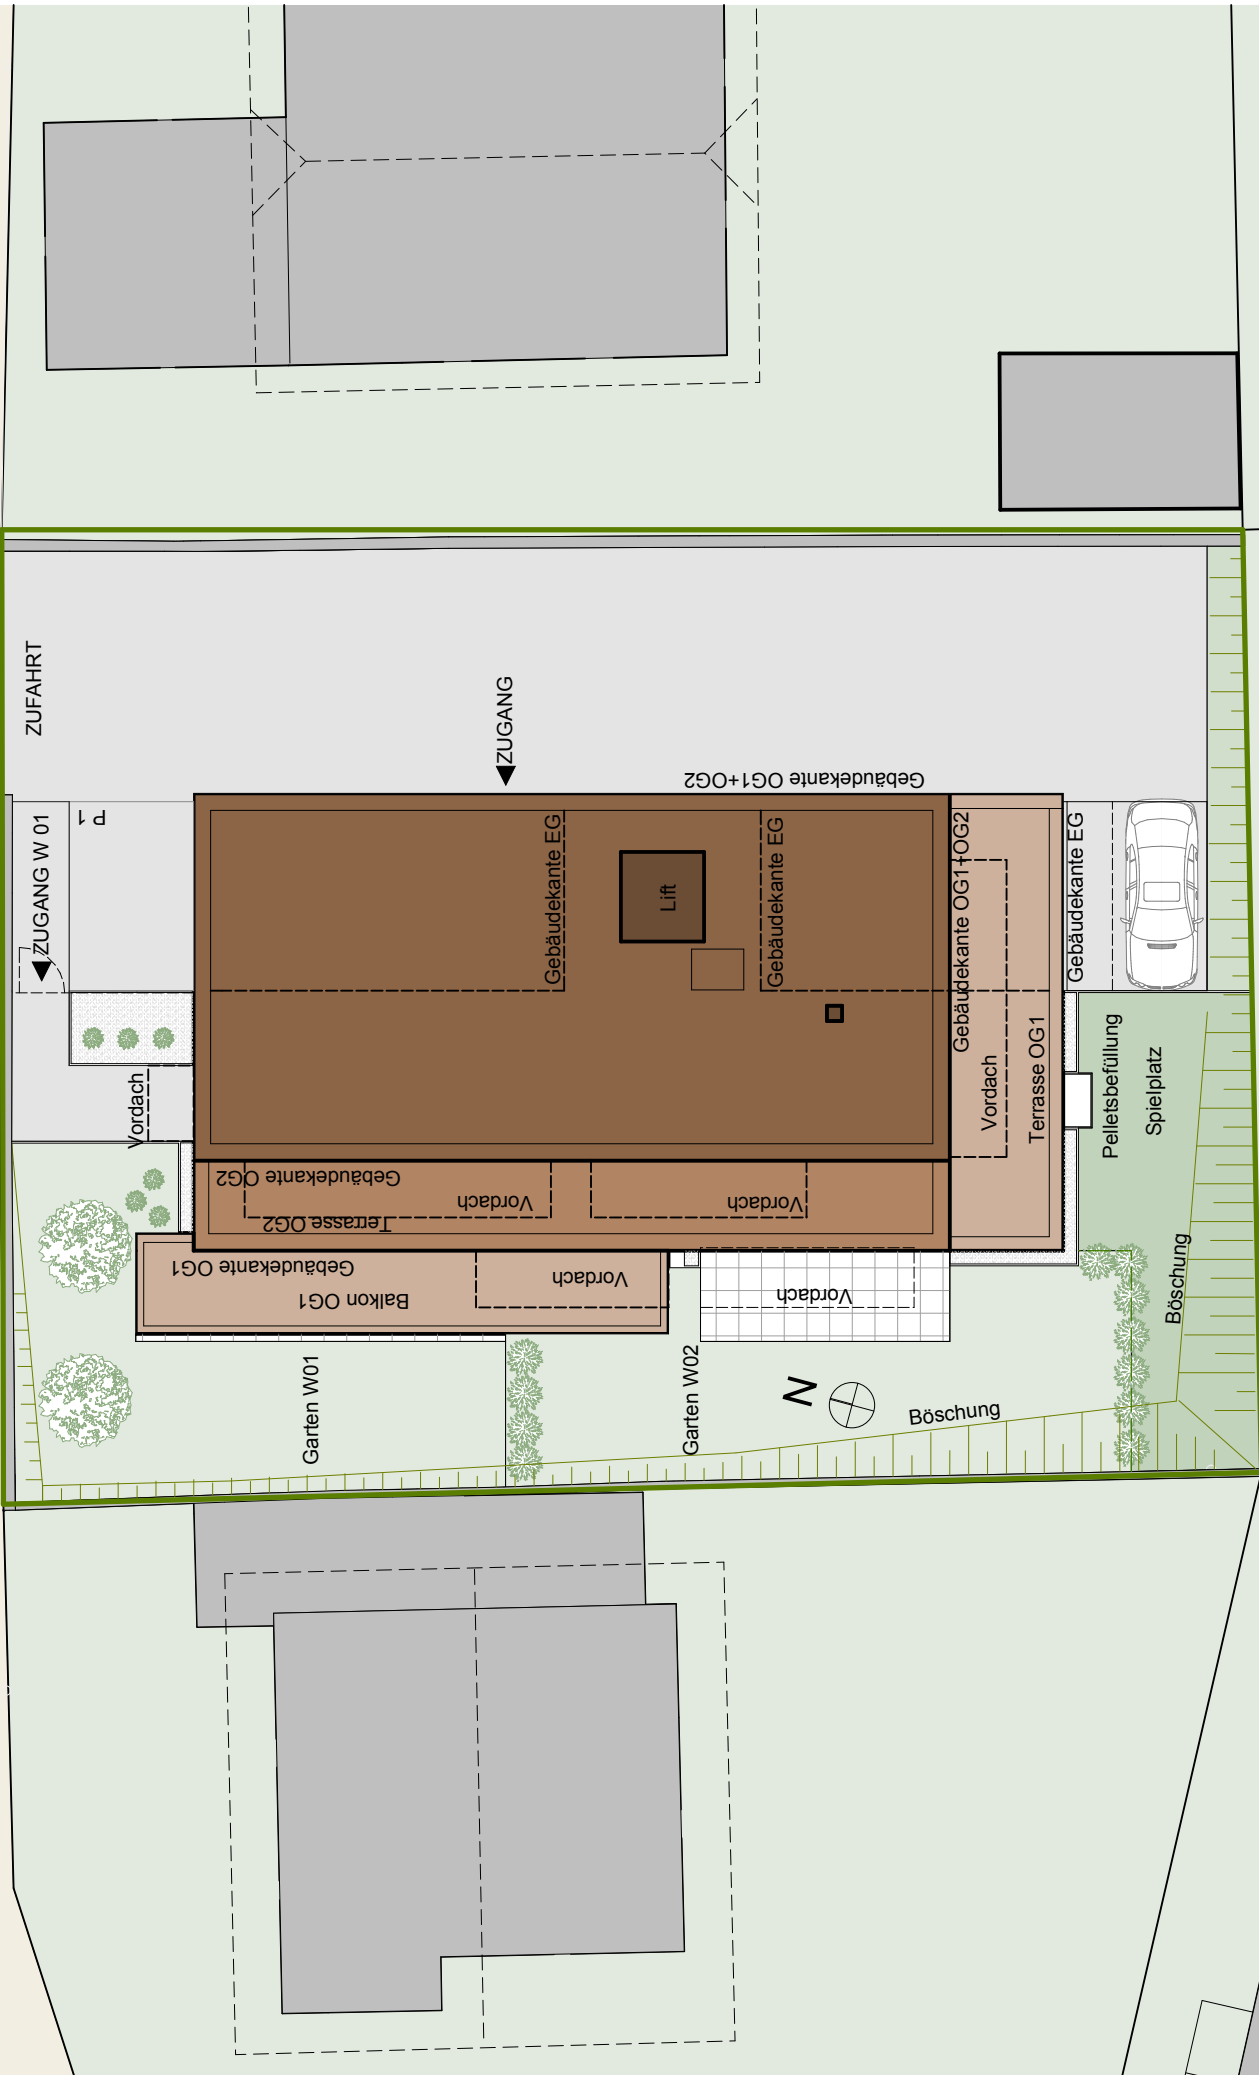 ZUFAHRT
ZUGANG
Gebäudekante OG1+OG2
P 1
ZUGANG W 01
Gebäudekante EG
Lift
Gebäudekante EG
Gebäudekante OG1+OG2
Gebäudekante EG
Vordach
Vordach
Terrasse OG1
Pelletsbefüllung
Spielplatz
Gebäudekante OG2
Vordach
Vordach
Terrasse OG2
Gebäudekante OG1
Vordach
Balkon OG1
Vordach
Böschung
Garten W01
Garten W02
N
Böschung